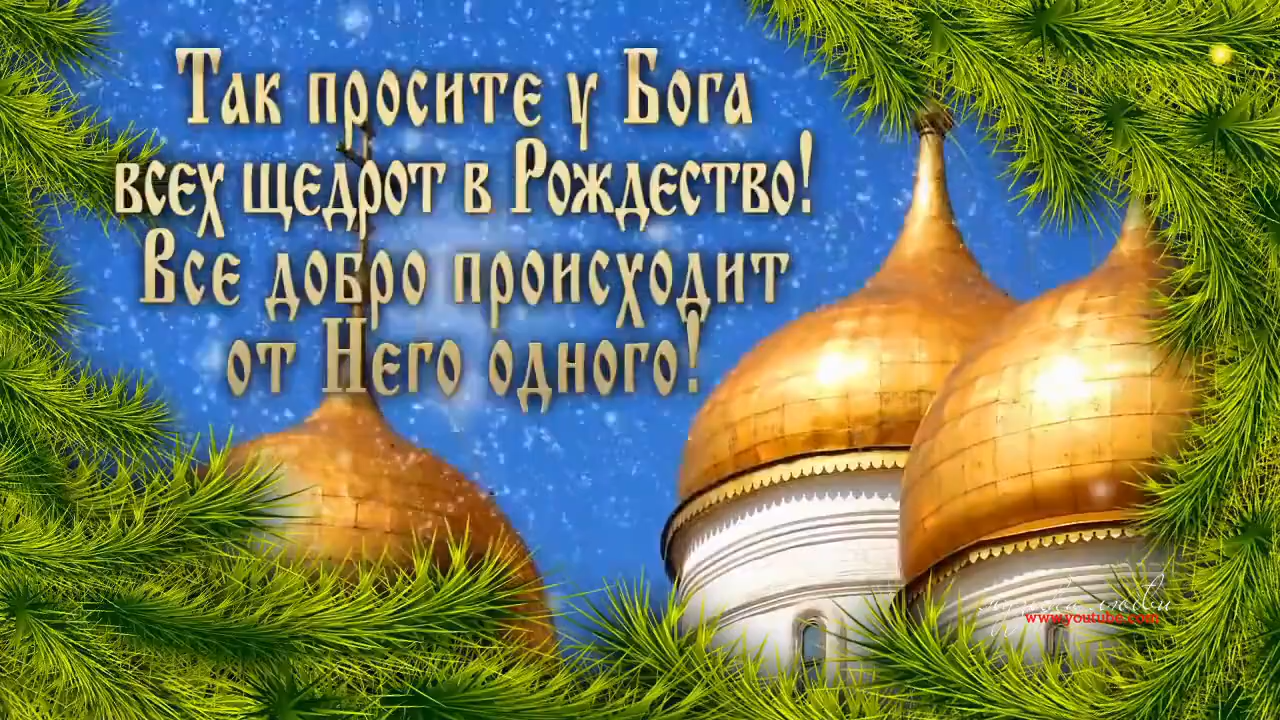 Так просите у Бога
всех щедрот в Рождество!
Все добро происходит
от Него одного!
www.youtube.com